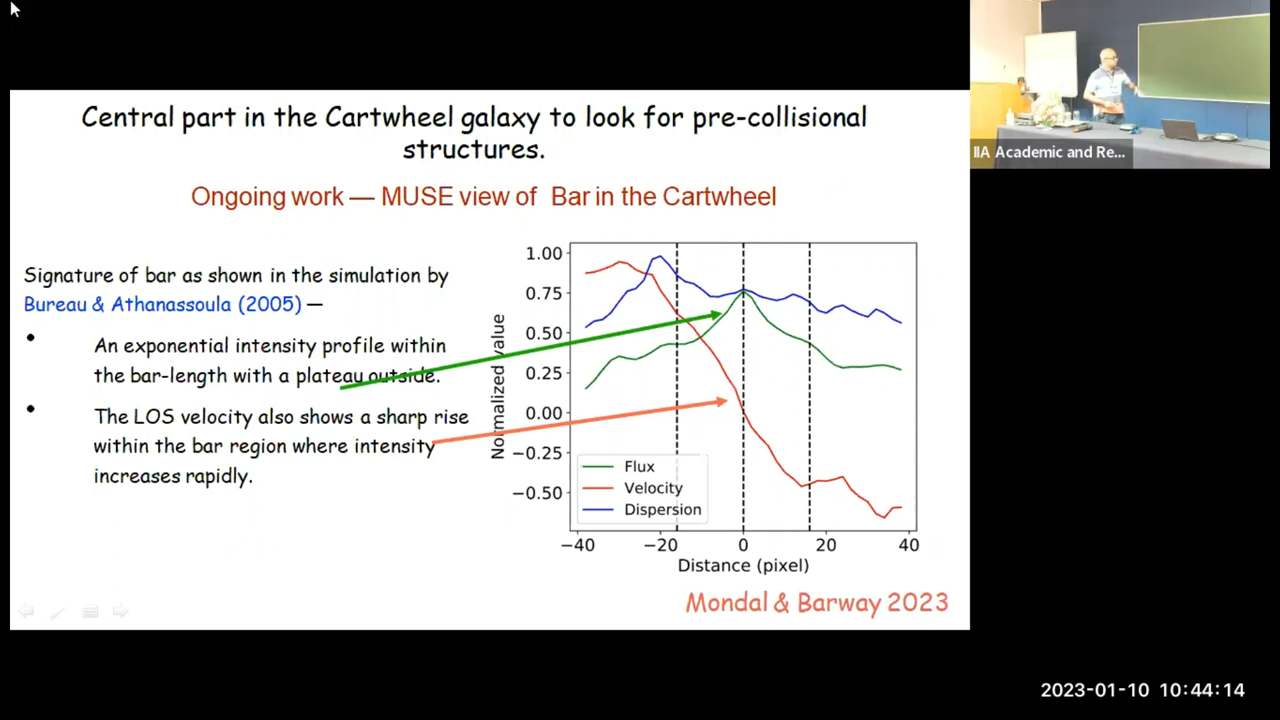 Central part in the Cartwheel galaxy to look for pre-collisional
structures.
Ongoing work — MUSE view of Bar in the Cartwheel
Signature of bar as shown in the simulation by
Bureau & Athanassoula (2005) —
• An exponential intensity profile within
the bar-length with a plateau outside.
• The LOS velocity also shows a sharp rise
within the bar region where intensity
increases rapidly.
Normalized value
1.00
0.75
0.50
0.25
0.00
−0.25
−0.50
Flux
Velocity
Dispersion
−40 −20 0 20 40
Distance (pixel)
Mondal & Barway 2023
IIA Academic and Re...
2023-01-10 10:44:14